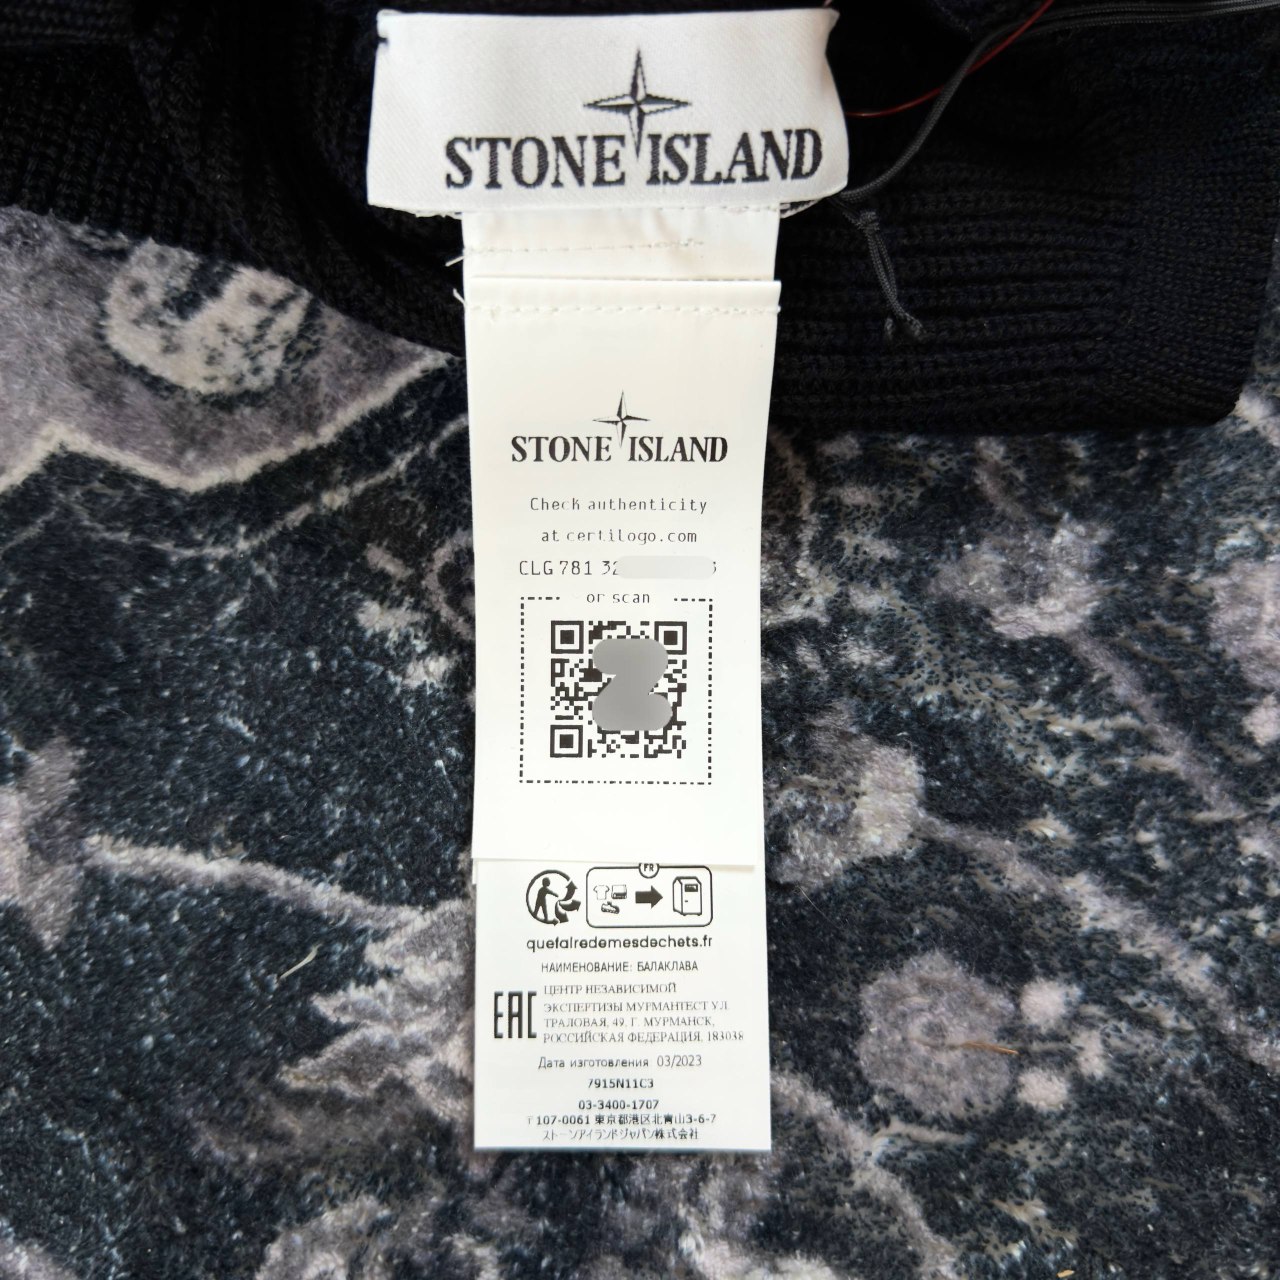 STONE ISLAND
STONE ISLAND
Check authenticity
at certilogo.com
CLG 781 32
or scan
FR
quefairedemesdechets.fr
НАИМЕНОВАНИЕ: БАЛАКЛАВА
EAC
ЦЕНТР НЕЗАВИСИМОЙ
ЭКСПЕРТИЗЫ МУРМАНТЕСТ УЛ.
ТРАЛОВАЯ, 49, Г. МУРМАНСК,
РОССИЙСКАЯ ФЕДЕРАЦИЯ, 183038
Дата изготовления: 03/2023
7915N11C3
03-3400-1707
〒107-0061 東京都港区北青山3-6-7
ストーンアイランドジャパン株式会社